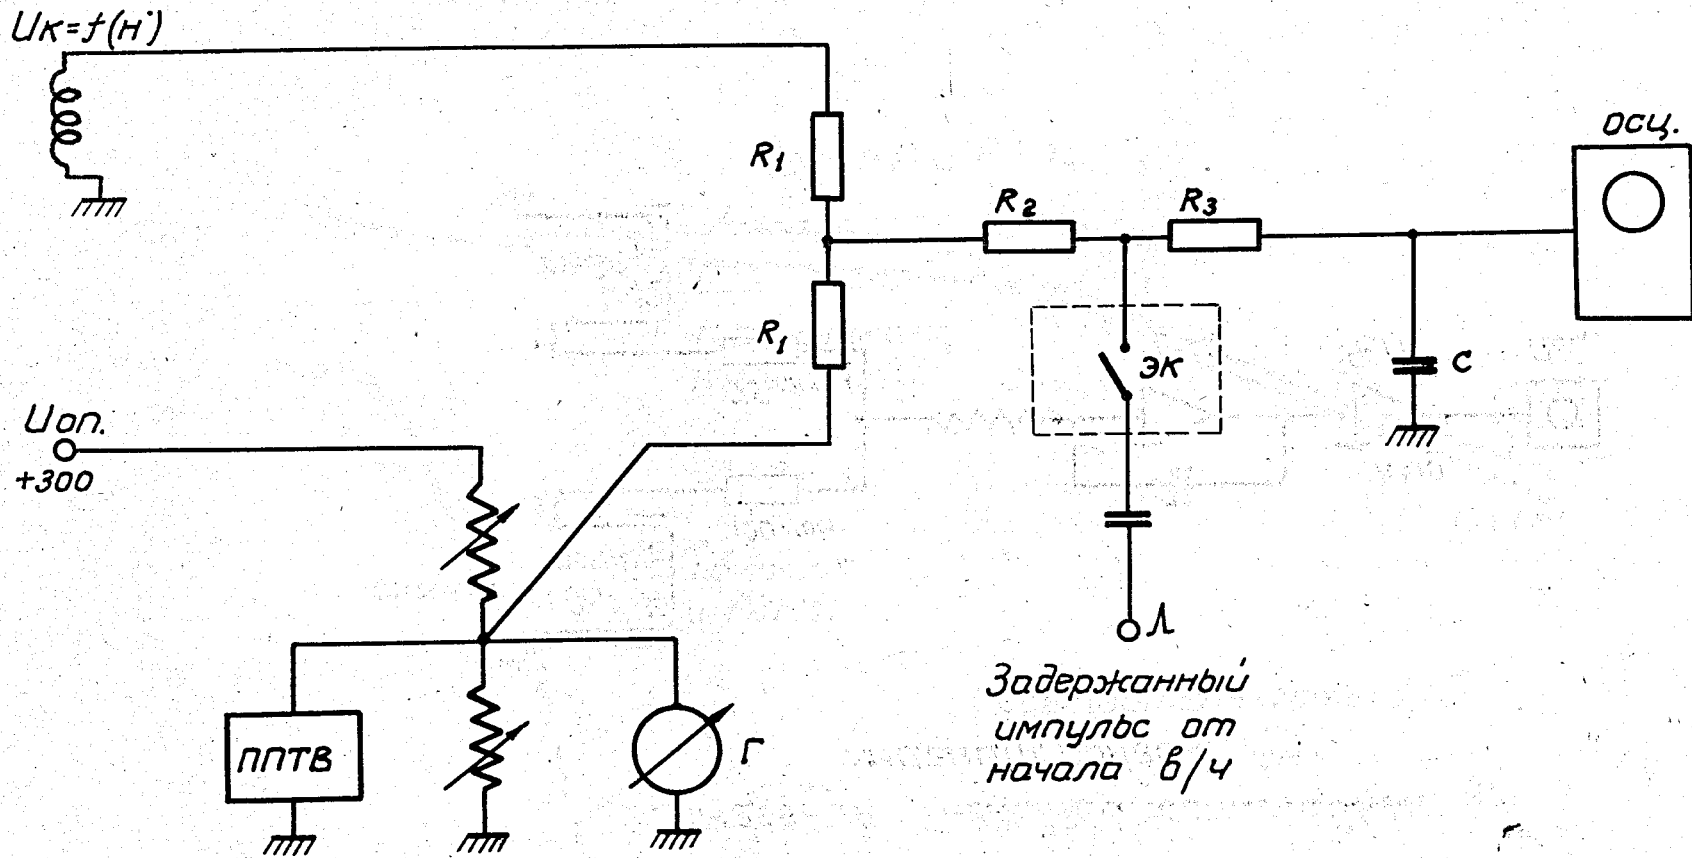 Uк=f(Н˙)
R1
R2
R3
осц.
R1
ЭК
С
Uоп.
+300
Задержанный
импульс от
начала в/ч
ППТВ
Г